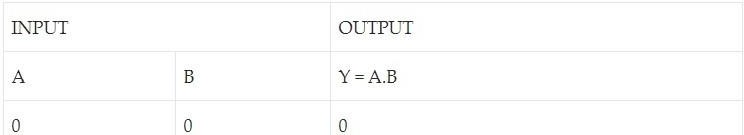 INPUT OUTPUT
A B Y = A.B
0 0 0